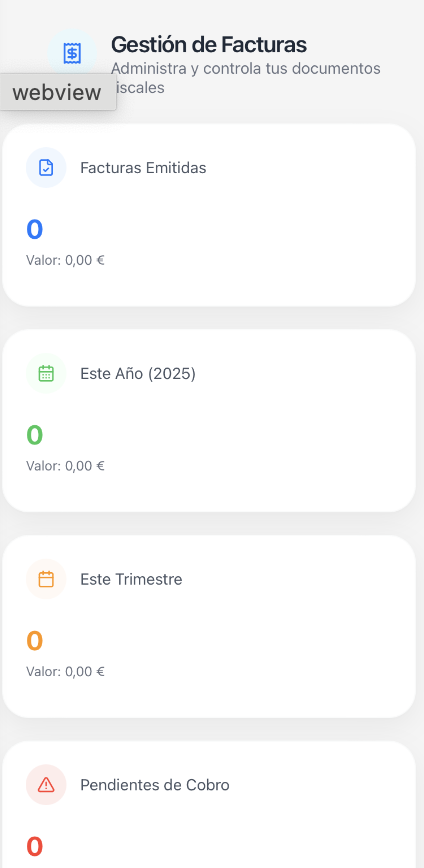 Gestión de Facturas
Administra y controla tus documentos
iscales
webview
Facturas Emitidas
0
Valor: 0,00 €
Este Año (2025)
0
Valor: 0,00 €
Este Trimestre
0
Valor: 0,00 €
Pendientes de Cobro
0